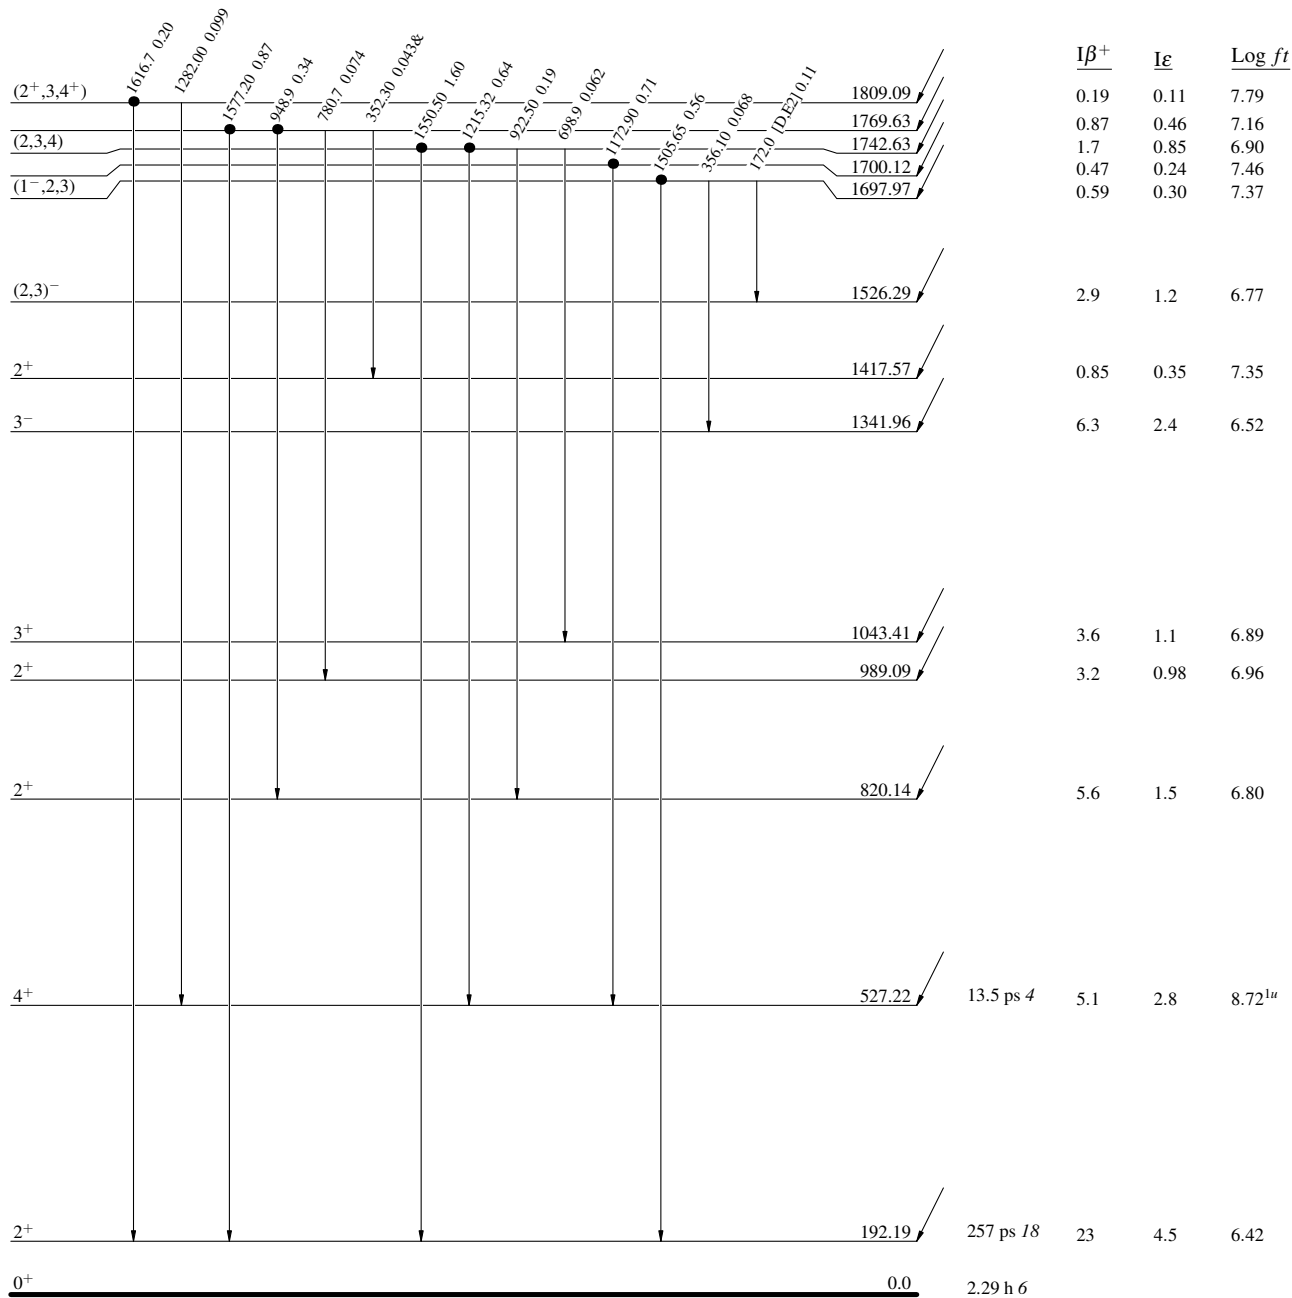 Iβ+ Iε Log ft
1616.7 0.20
1282.00 0.099
1577.20 0.87
948.9 0.34
780.7 0.074
352.30 0.043&
1550.50 1.60
1215.32 0.64
922.50 0.19
698.9 0.062
1172.90 0.71
1505.65 0.56
356.10 0.068
172.0 [D,E2] 0.11
(2+,3,4+) 1809.09 0.19 0.11 7.79
1769.63 0.87 0.46 7.16
(2,3,4) 1742.63 1.7 0.85 6.90
1700.12 0.47 0.24 7.46
(1−,2,3) 1697.97 0.59 0.30 7.37
(2,3)− 1526.29 2.9 1.2 6.77
2+ 1417.57 0.85 0.35 7.35
3− 1341.96 6.3 2.4 6.52
3+ 1043.41 3.6 1.1 6.89
2+ 989.09 3.2 0.98 6.96
2+ 820.14 5.6 1.5 6.80
4+ 527.22 13.5 ps 4 5.1 2.8 8.72 1u
2+ 192.19 257 ps 18 23 4.5 6.42
0+ 0.0 2.29 h 6